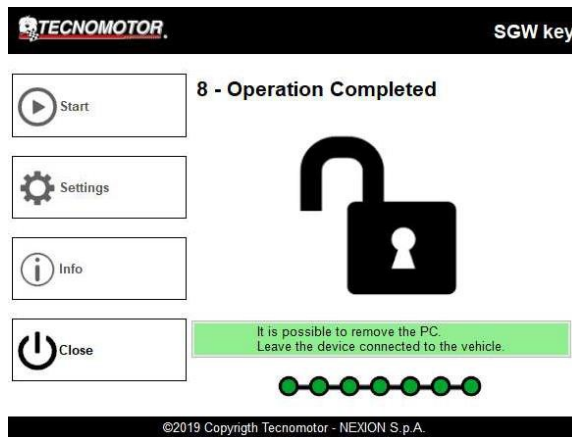 TECNOMOTOR.
SGW key
Start
8 - Operation Completed
Settings
Info
Close
It is possible to remove the PC.
Leave the device connected to the vehicle.
©2019 Copyrigth Tecnomotor - NEXION S.p.A.